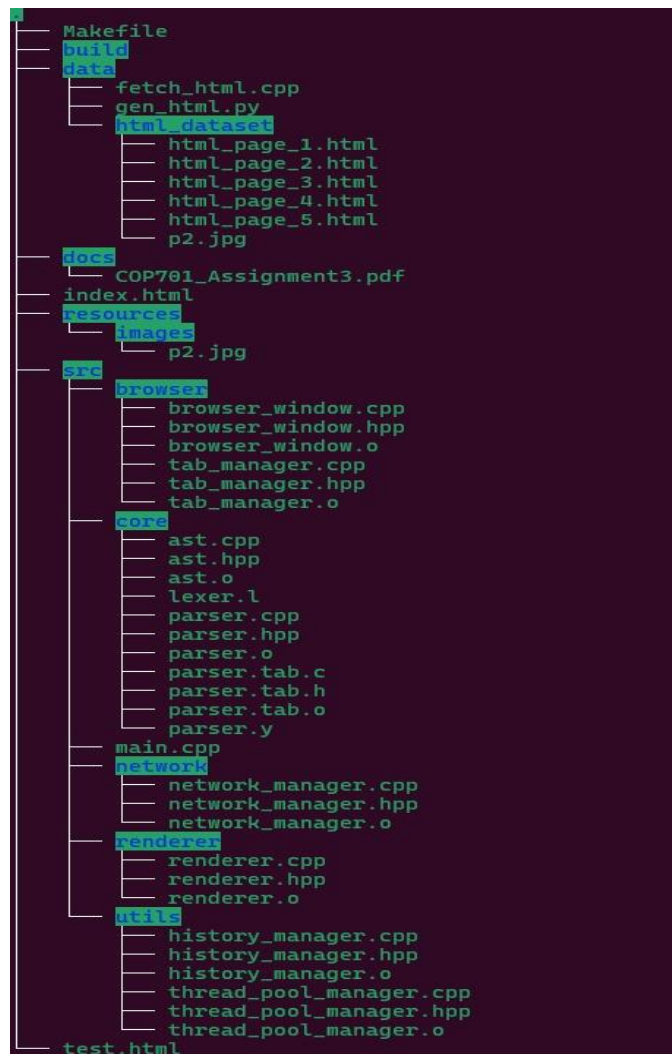 .
Makefile
build
data
fetch_html.cpp
gen_html.py
html_dataset
html_page_1.html
html_page_2.html
html_page_3.html
html_page_4.html
html_page_5.html
p2.jpg
docs
COP701_Assignment3.pdf
index.html
resources
images
p2.jpg
src
browser
browser_window.cpp
browser_window.hpp
browser_window.o
tab_manager.cpp
tab_manager.hpp
tab_manager.o
core
ast.cpp
ast.hpp
ast.o
lexer.l
parser.cpp
parser.hpp
parser.o
parser.tab.c
parser.tab.h
parser.tab.o
parser.y
main.cpp
network
network_manager.cpp
network_manager.hpp
network_manager.o
renderer
renderer.cpp
renderer.hpp
renderer.o
utils
history_manager.cpp
history_manager.hpp
history_manager.o
thread_pool_manager.cpp
thread_pool_manager.hpp
thread_pool_manager.o
test.html